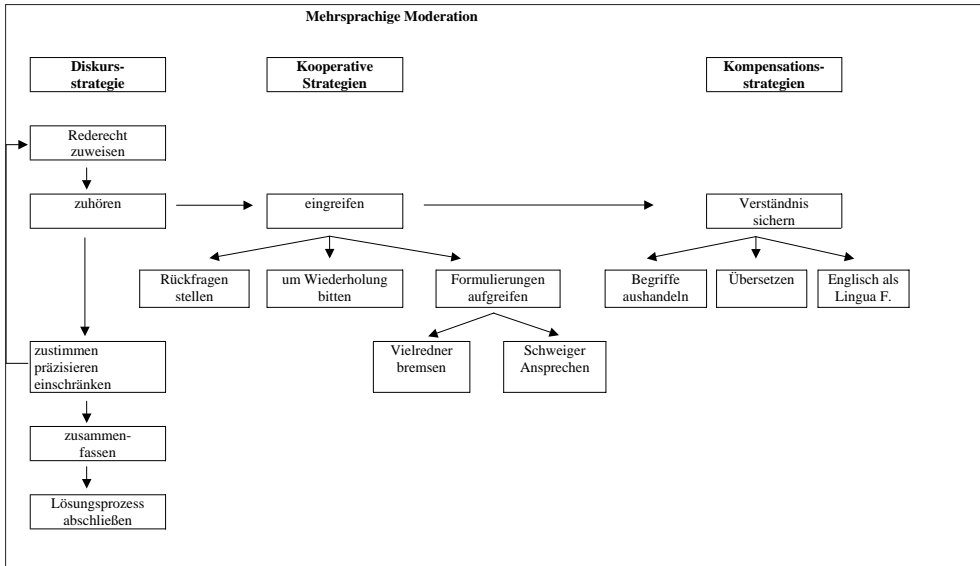 Mehrsprachige Moderation
Diskurs-
strategie
Kooperative
Strategien
Kompensations-
strategien
Rederecht
zuweisen
zuhören
eingreifen
Verständnis
sichern
Rückfragen
stellen
um Wiederholung
bitten
Formulierungen
aufgreifen
Begriffe
aushandeln
Übersetzen
Englisch als
Lingua F.
zustimmen
präzisieren
einschränken
Vielredner
bremsen
Schweiger
Ansprechen
zusammen-
fassen
Lösungsprozess
abschließen